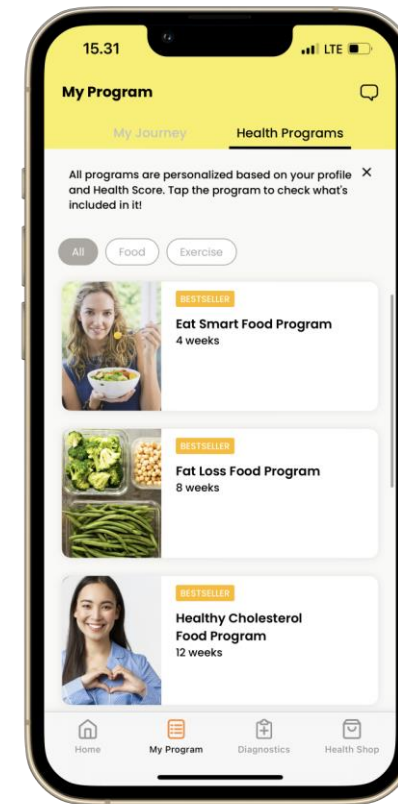 15.31
LTE
My Program
My Journey
Health Programs
All programs are personalized based on your profile
and Health Score. Tap the program to check what's
included in it!
All
Food
Exercise
BESTSELLER
Eat Smart Food Program
4 weeks
BESTSELLER
Fat Loss Food Program
8 weeks
BESTSELLER
Healthy Cholesterol
Food Program
12 weeks
Home
My Program
Diagnostics
Health Shop